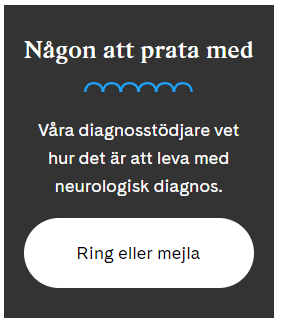 Någon att prata med
Våra diagnosstödjare vet
hur det är att leva med
neurologisk diagnos.
Ring eller mejla